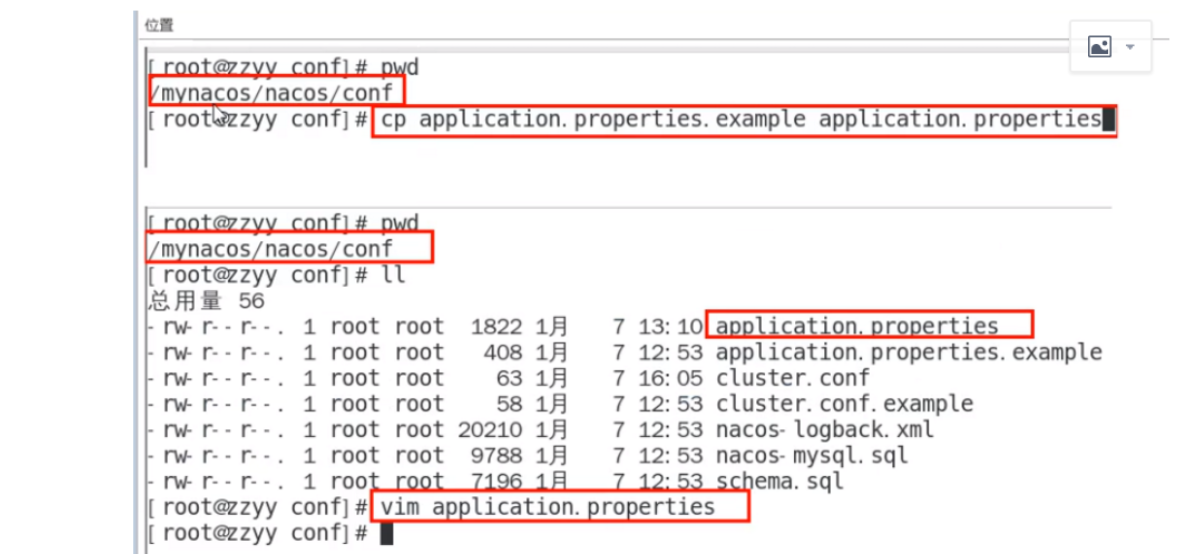 位置
[root@zzyy conf]# pwd
/mynacos/nacos/conf
[root@zzyy conf]# cp application.properties.example application.properties
[root@zzyy conf]# pwd
/mynacos/nacos/conf
[root@zzyy conf]# ll
总用量 56
-rw-r--r--. 1 root root 1822 1月 7 13:10 application.properties
-rw-r--r--. 1 root root 408 1月 7 12:53 application.properties.example
-rw-r--r--. 1 root root 63 1月 7 16:05 cluster.conf
-rw-r--r--. 1 root root 58 1月 7 12:53 cluster.conf.example
-rw-r--r--. 1 root root 20210 1月 7 12:53 nacos-logback.xml
-rw-r--r--. 1 root root 9788 1月 7 12:53 nacos-mysql.sql
-rw-r--r--. 1 root root 7196 1月 7 12:53 schema.sql
[root@zzyy conf]# vim application.properties
[root@zzyy conf]#